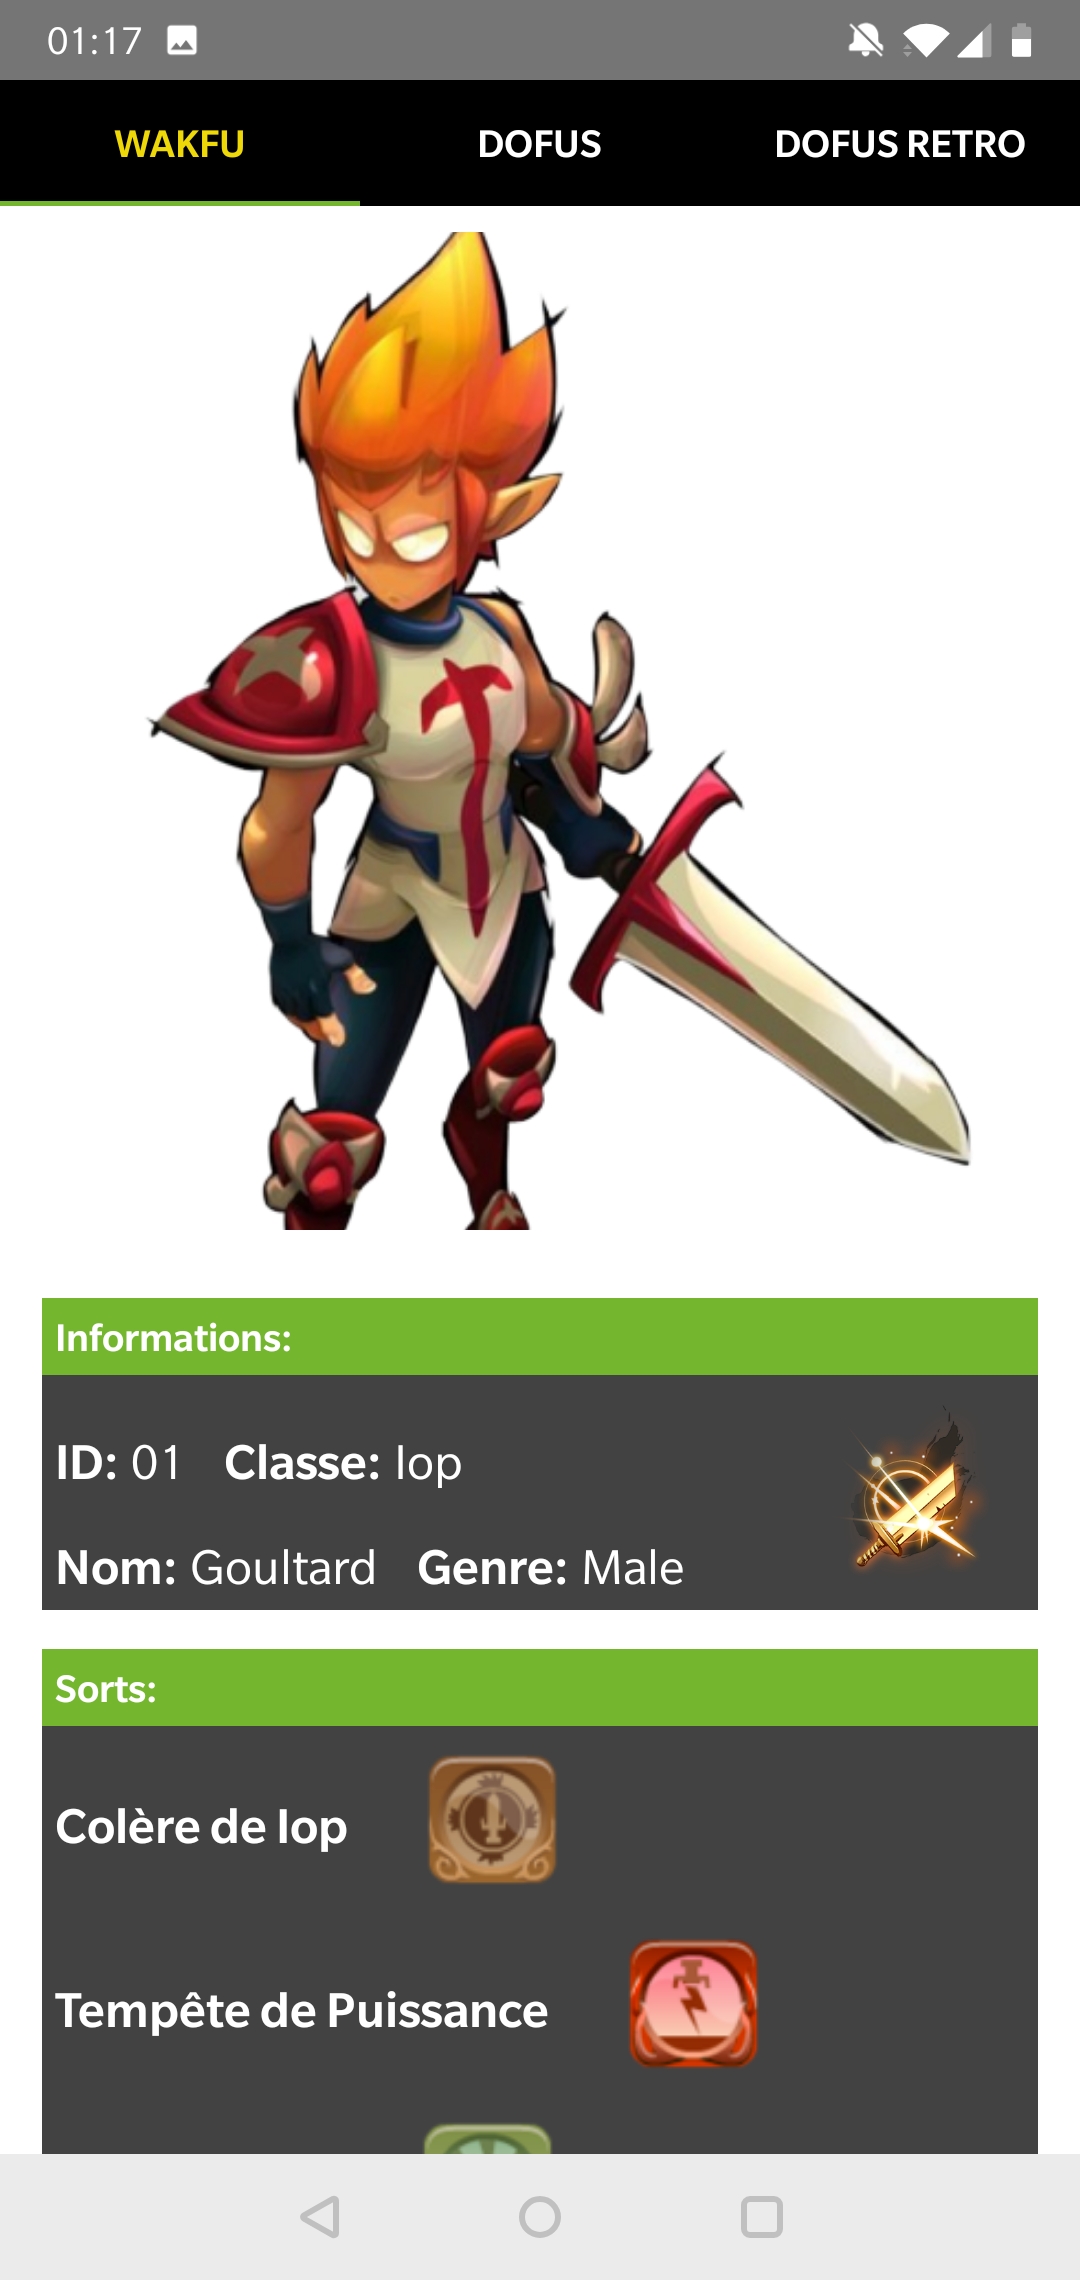 01:17
WAKFU DOFUS DOFUS RETRO
Informations:
ID: 01 Classe: Iop
Nom: Goultard Genre: Male
Sorts:
Colère de Iop
Tempête de Puissance